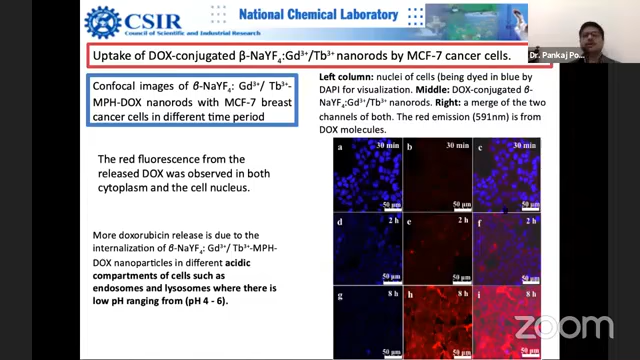 CSIR
Council of Scientific & Industrial Research
National Chemical Laboratory
Dr. Pankaj Po...
Uptake of DOX-conjugated β-NaYF₄:Gd³⁺/Tb³⁺ nanorods by MCF-7 cancer cells.
Confocal images of β-NaYF₄: Gd³⁺/ Tb³⁺-
MPH-DOX nanorods with MCF-7 breast
cancer cells in different time period
Left column: nuclei of cells (being dyed in blue by
DAPI for visualization. Middle: DOX-conjugated β-
NaYF₄:Gd³⁺/Tb³⁺ nanorods. Right: a merge of the two
channels of both. The red emission (591nm) is from
DOX molecules.
The red fluorescence from the
released DOX was observed in both
cytoplasm and the cell nucleus.
More doxorubicin release is due to the
internalization of β-NaYF₄: Gd³⁺/ Tb³⁺-MPH-
DOX nanoparticles in different acidic
compartments of cells such as
endosomes and lysosomes where there is
low pH ranging from (pH 4 - 6).
a 30 min b 30 min c 30 min
50 µm 50 µm 50 µm
d 2 h e 2 h f 2 h
50 µm 50 µm 50 µm
g 8 h h 8 h i 8 h
50 µm 50 µm 50 µm
zoom